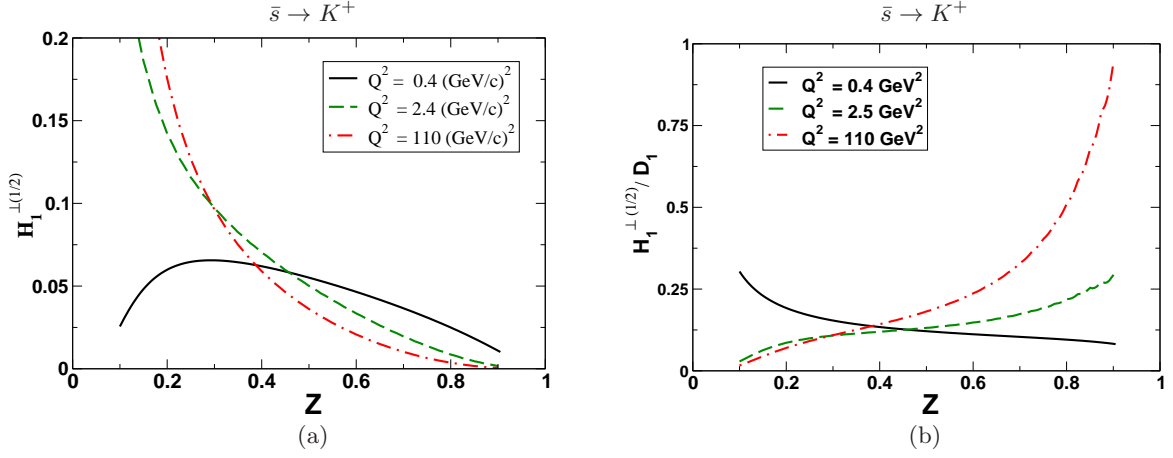 s̄ → K⁺
0.2
0.15
0.1
0.05
0
H₁^⊥(1/2)
Q² = 0.4 (GeV/c)²
Q² = 2.4 (GeV/c)²
Q² = 110 (GeV/c)²
0 0.2 0.4 0.6 0.8 1
Z
(a)
s̄ → K⁺
1
0.75
0.5
0.25
0
H₁^⊥(1/2)/ D₁
Q² = 0.4 GeV²
Q² = 2.5 GeV²
Q² = 110 GeV²
0 0.2 0.4 0.6 0.8 1
Z
(b)